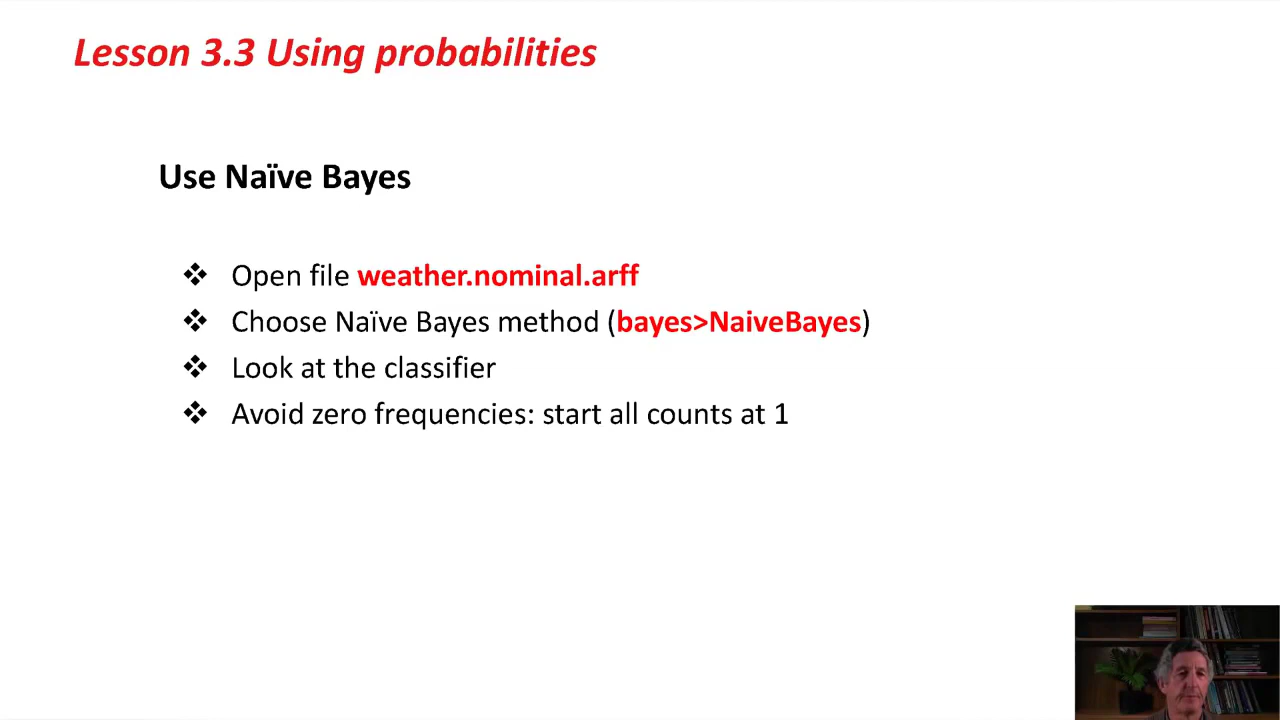 Lesson 3.3 Using probabilities
Use Naïve Bayes
❖ Open file weather.nominal.arff
❖ Choose Naïve Bayes method (bayes>NaiveBayes)
❖ Look at the classifier
❖ Avoid zero frequencies: start all counts at 1